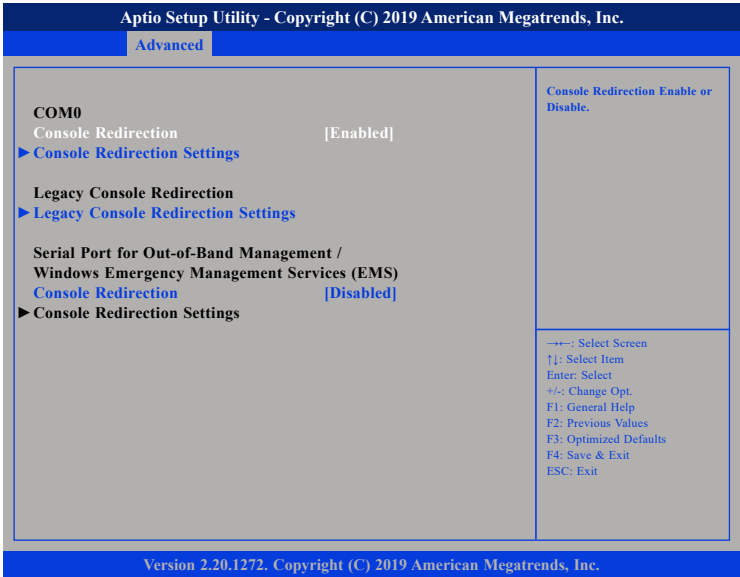 Aptio Setup Utility - Copyright (C) 2019 American Megatrends, Inc.
Advanced
COM0
Console Redirection [Enabled]
►Console Redirection Settings
Legacy Console Redirection
►Legacy Console Redirection Settings
Serial Port for Out-of-Band Management /
Windows Emergency Management Services (EMS)
Console Redirection [Disabled]
►Console Redirection Settings
Console Redirection Enable or
Disable.
→←: Select Screen
↑↓: Select Item
Enter: Select
+/-: Change Opt.
F1: General Help
F2: Previous Values
F3: Optimized Defaults
F4: Save & Exit
ESC: Exit
Version 2.20.1272. Copyright (C) 2019 American Megatrends, Inc.